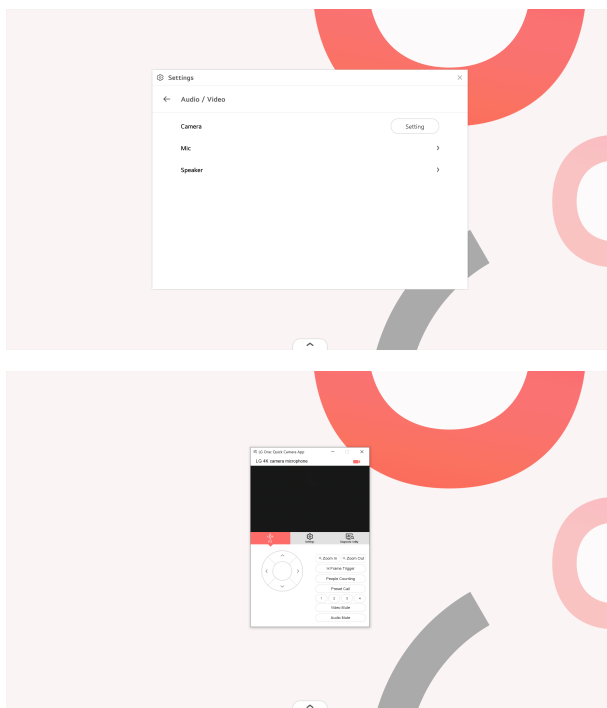 Settings
Audio / Video
Camera
Setting
Mic
Speaker
LG One: Quick Camera App
LG 4K camera microphone
Setting
Zoom In
Zoom Out
InFrame Trigger
People Counting
Preset Call
1 2 3 4
Video Mute
Audio Mute